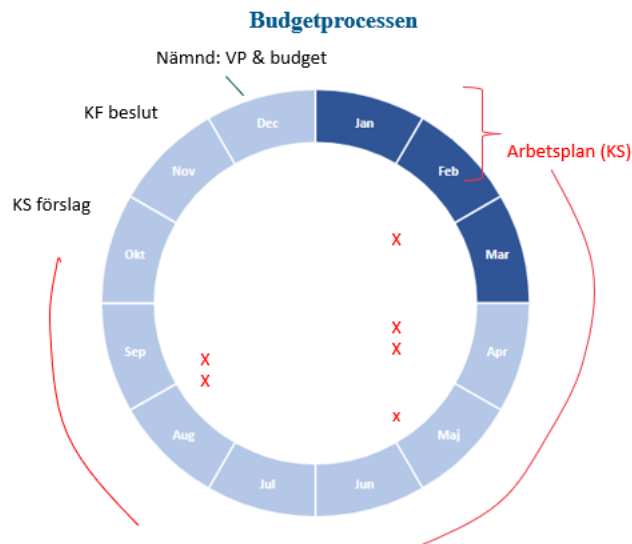 Budgetprocessen
Nämnd: VP & budget
KF beslut
KS förslag
Arbetsplan (KS)
Jan
Feb
Mar
Apr
Maj
Jun
Jul
Aug
Sep
Okt
Nov
Dec
X
X
X
x
X
X